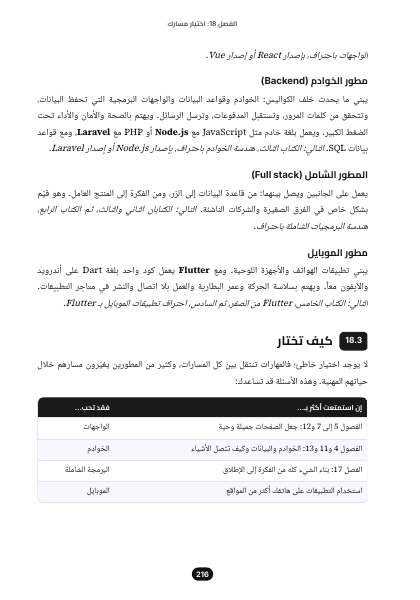 الفصل 18: اختيار مسارك
الواجهات باحتراف، بإصدار React أو إصدار Vue.
مطور الخوادم (Backend)
يبني ما يحدث خلف الكواليس: الخوادم وقواعد البيانات والواجهات البرمجية التي تحفظ البيانات،
وتتحقق من كلمات المرور، وتستقبل المدفوعات، وترسل الرسائل. ويهتم بالصحة والأمان والأداء تحت
الضغط الكبير. ويعمل بلغة خادم مثل JavaScript مع Node.js أو PHP مع Laravel، ومع قواعد
بيانات SQL. التالي: الكتاب الثالث، هندسة الخوادم باحتراف، بإصدار Node.js أو إصدار Laravel.
المطور الشامل (Full stack)
يعمل على الجانبين ويصل بينهما: من قاعدة البيانات إلى الزر، ومن الفكرة إلى المنتج العامل. وهو قيّم
بشكل خاص في الفرق الصغيرة والشركات الناشئة. التالي: الكتابان الثاني والثالث، ثم الكتاب الرابع،
هندسة البرمجيات الشاملة باحتراف.
مطور الموبايل
يبني تطبيقات الهواتف والأجهزة اللوحية. ومع Flutter يعمل كود واحد بلغة Dart على أندرويد
والآيفون معاً. ويهتم بسلاسة الحركة وعمر البطارية والعمل بلا اتصال والنشر في متاجر التطبيقات.
التالي: الكتاب الخامس، Flutter من الصفر ثم السادس، احتراف تطبيقات الموبايل بـ Flutter.
18.3 كيف تختار
لا يوجد اختيار خاطئ؛ فالمهارات تنتقل بين كل المسارات، وكثير من المطورين يغيّرون مسارهم خلال
حياتهم المهنية. وهذه الأسئلة قد تساعدك:
إن استمتعت أكثر بـ... فقد تحب...
الفصول 5 إلى 7 و12: جعل الصفحات جميلة وحية الواجهات
الفصول 4 و11 و13: الخوادم والبيانات وكيف تتصل الأشياء الخوادم
الفصل 17: بناء الشيء كله من الفكرة إلى الإطلاق البرمجة الشاملة
استخدام التطبيقات على هاتفك أكثر من المواقع الموبايل
216